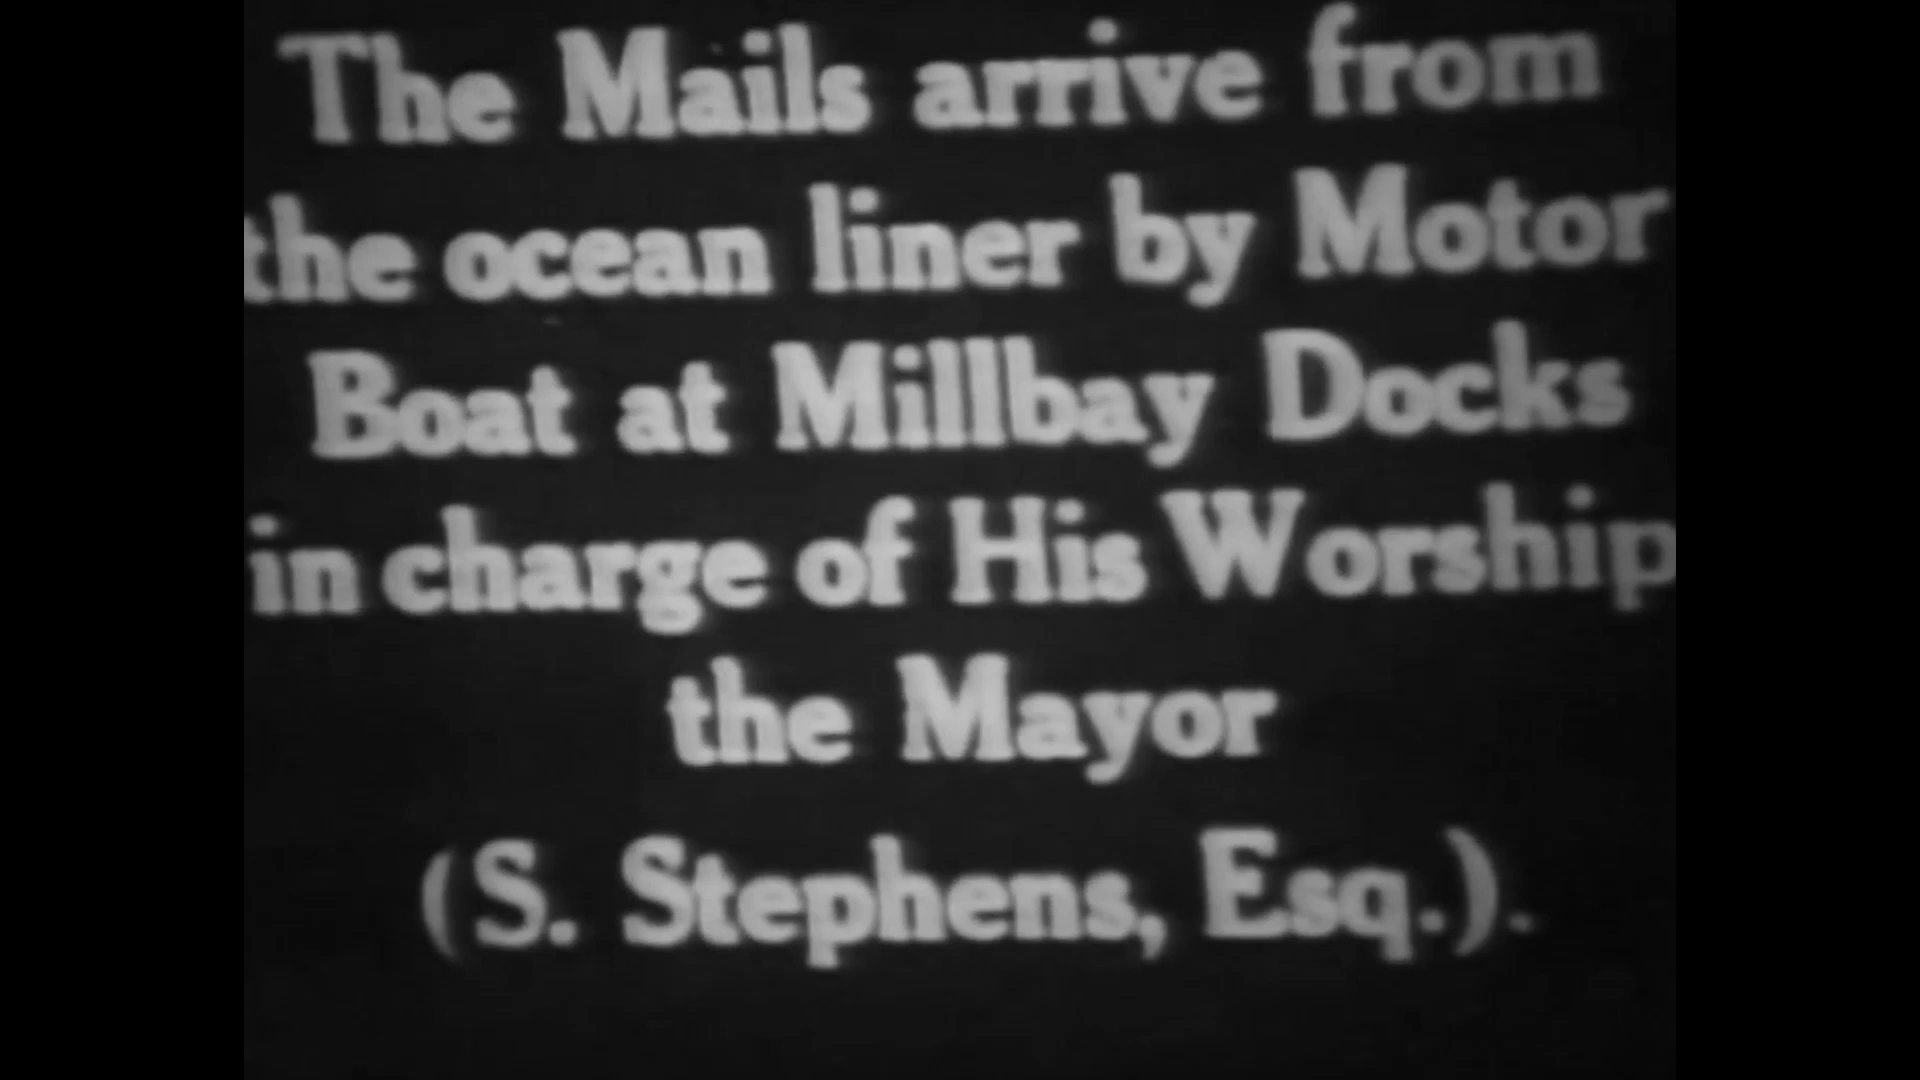 The Mails arrive from
the ocean liner by Motor
Boat at Millbay Docks
in charge of His Worship
the Mayor
(S. Stephens, Esq.).